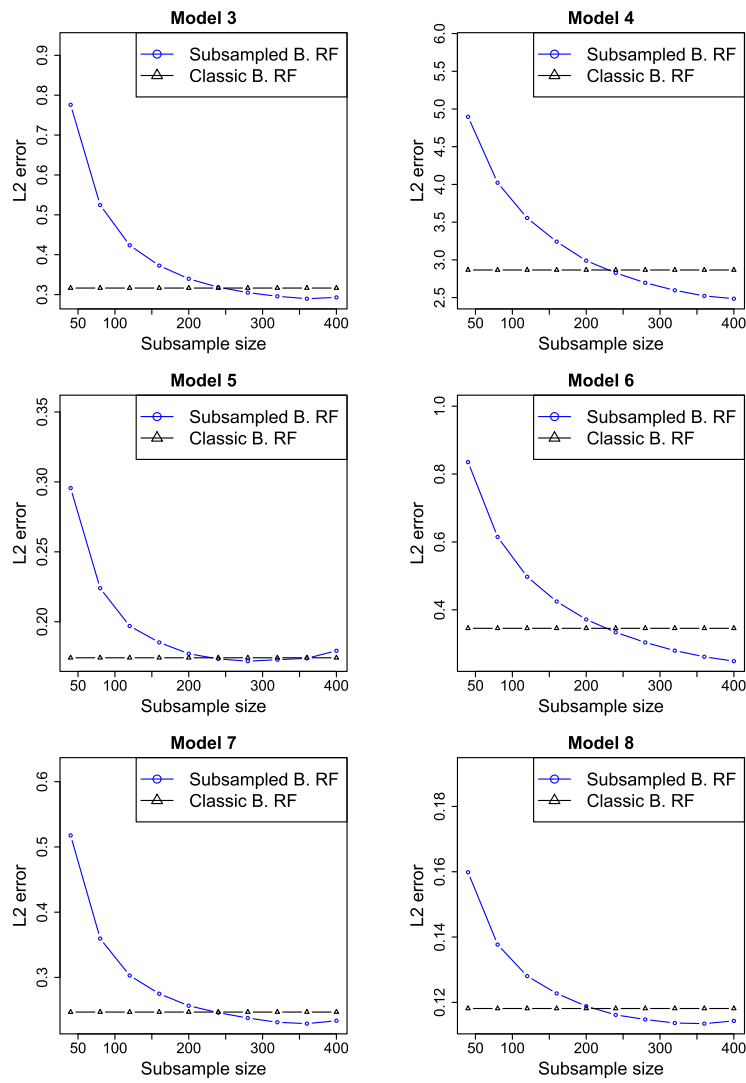 Model 3
Subsampled B. RF
Classic B. RF
L2 error
0.9
0.8
0.7
0.6
0.5
0.4
0.3
50 100 200 300 400
Subsample size
Model 4
Subsampled B. RF
Classic B. RF
L2 error
6.0
5.5
5.0
4.5
4.0
3.5
3.0
2.5
50 100 200 300 400
Subsample size
Model 5
Subsampled B. RF
Classic B. RF
L2 error
0.35
0.30
0.25
0.20
50 100 200 300 400
Subsample size
Model 6
Subsampled B. RF
Classic B. RF
L2 error
1.0
0.8
0.6
0.4
50 100 200 300 400
Subsample size
Model 7
Subsampled B. RF
Classic B. RF
L2 error
0.6
0.5
0.4
0.3
50 100 200 300 400
Subsample size
Model 8
Subsampled B. RF
Classic B. RF
L2 error
0.18
0.16
0.14
0.12
50 100 200 300 400
Subsample size